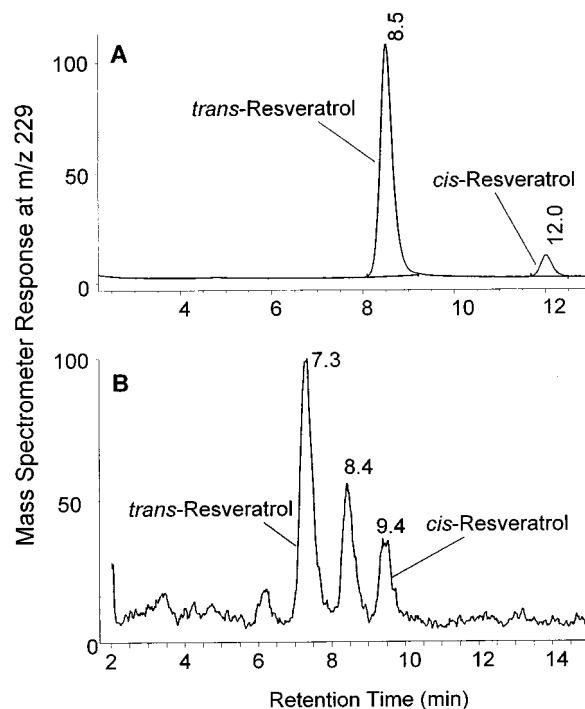 Mass Spectrometer Response at m/z 229
A
100
50
0
8.5
trans-Resveratrol
cis-Resveratrol
12.0
4 6 8 10 12
B
100
50
0
7.3
8.4
9.4
trans-Resveratrol
cis-Resveratrol
2 4 6 8 10 12 14
Retention Time (min)